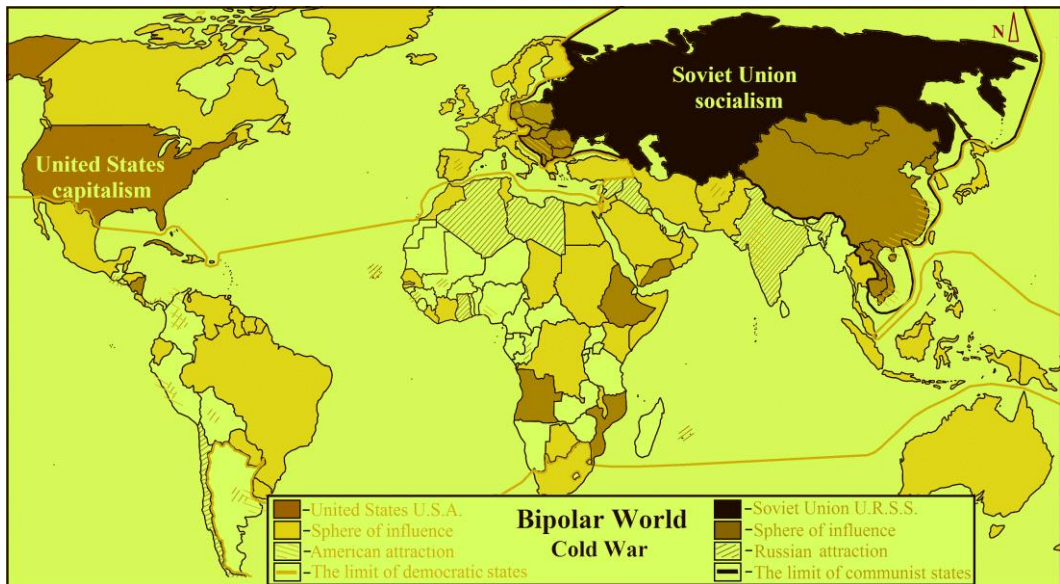 N
Soviet Union
socialism
United States
capitalism
Bipolar World
Cold War
-United States U.S.A.
-Sphere of influence
-American attraction
-The limit of democratic states
-Soviet Union U.R.S.S.
-Sphere of influence
-Russian attraction
-The limit of communist states